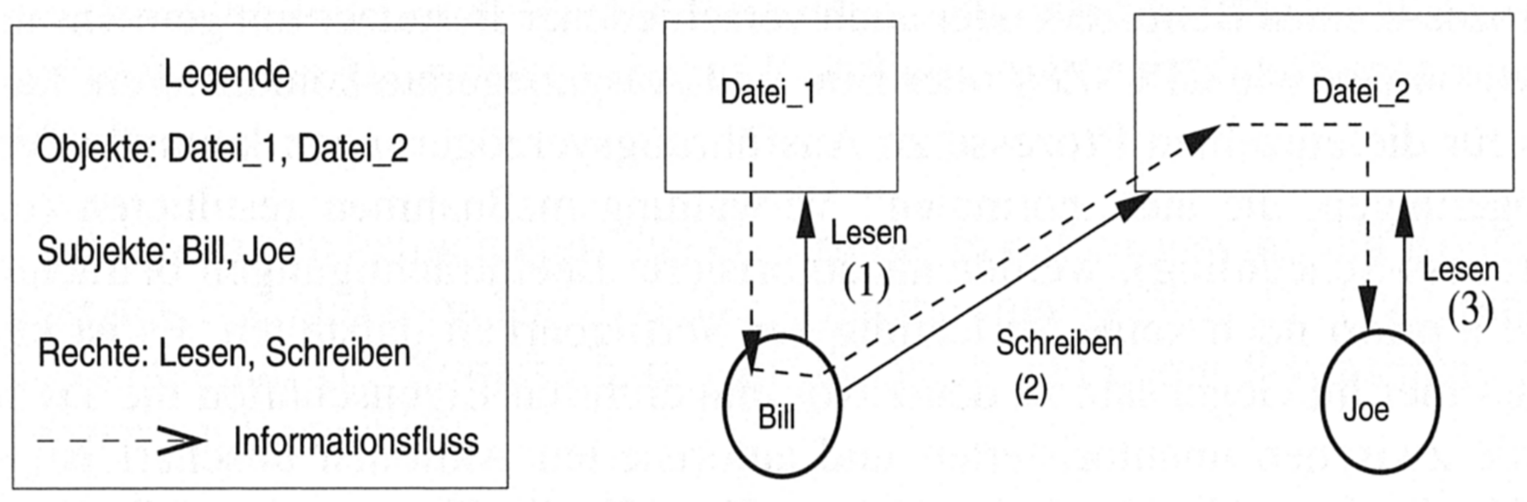 Legende
Objekte: Datei_1, Datei_2
Subjekte: Bill, Joe
Rechte: Lesen, Schreiben
Informationsfluss
Datei_1
Datei_2
Lesen
(1)
Schreiben
(2)
Lesen
(3)
Bill
Joe